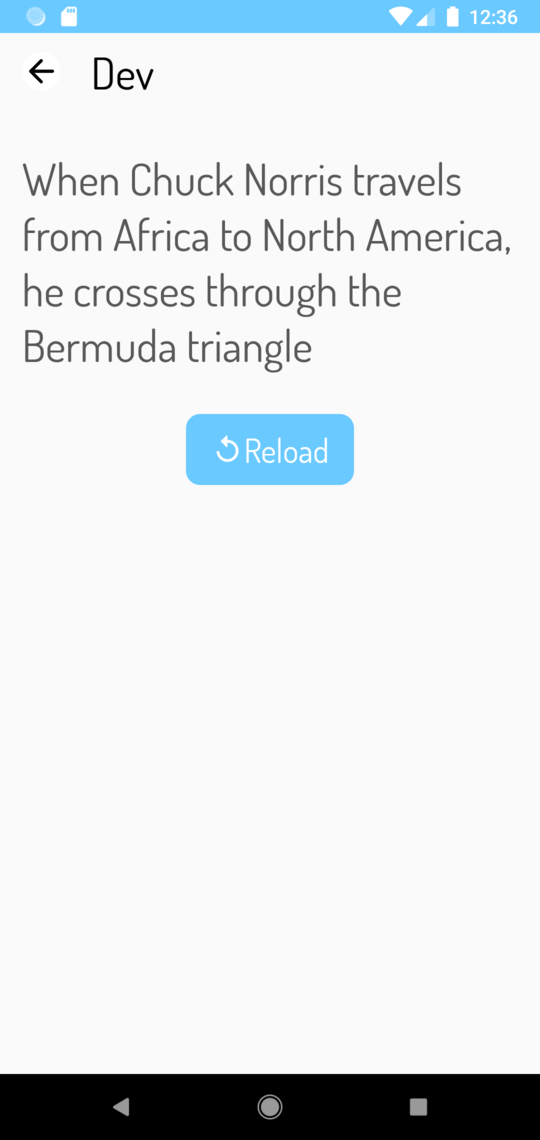 12:36
Dev
When Chuck Norris travels
from Africa to North America,
he crosses through the
Bermuda triangle
Reload